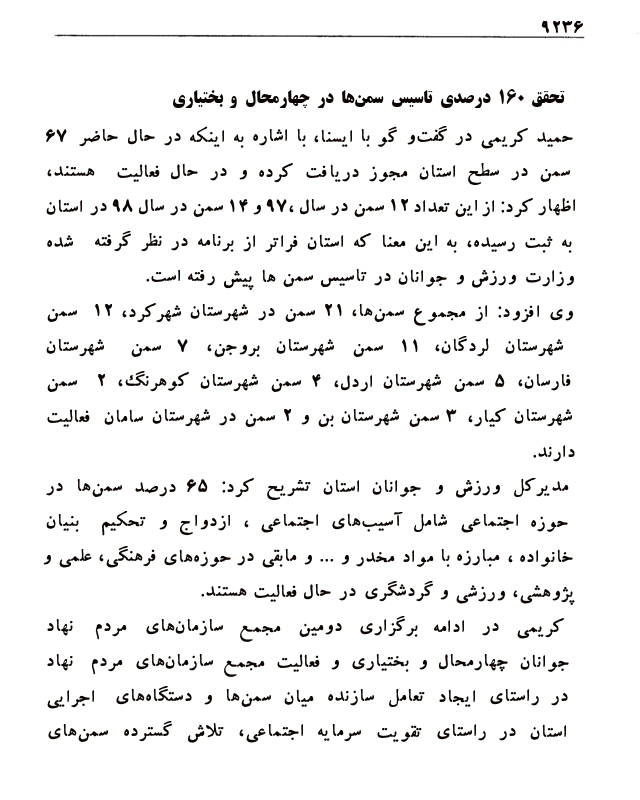 ۹۲۳۶
تحقق ۱۶۰ درصدی تاسیس سمن‌ها در چهارمحال و بختیاری
حمید کریمی در گفت‌و گو با ایسنا، با اشاره به اینکه در حال حاضر ۶۷
سمن در سطح استان مجوز دریافت کرده و در حال فعالیت هستند،
اظهار کرد: از این تعداد ۱۲ سمن در سال ،۹۷ و ۱۴ سمن در سال ۹۸ در استان
به ثبت رسیده، به این معنا که استان فراتر از برنامه در نظر گرفته شده
وزارت ورزش و جوانان در تاسیس سمن ها پیش رفته است.
وی افزود: از مجموع سمن‌ها، ۲۱ سمن در شهرستان شهرکرد، ۱۲ سمن
شهرستان لردگان، ۱۱ سمن شهرستان بروجن، ۷ سمن شهرستان
فارسان، ۵ سمن شهرستان اردل، ۴ سمن شهرستان کوهرنگ، ۲ سمن
شهرستان کیار، ۳ سمن شهرستان بن و ۲ سمن در شهرستان سامان فعالیت
دارند.
مدیرکل ورزش و جوانان استان تشریح کرد: ۶۵ درصد سمن‌ها در
حوزه اجتماعی شامل آسیب‌های اجتماعی ، ازدواج و تحکیم بنیان
خانواده ، مبارزه با مواد مخدر و ... و مابقی در حوزه‌های فرهنگی، علمی و
پژوهشی، ورزشی و گردشگری در حال فعالیت هستند.
کریمی در ادامه برگزاری دومین مجمع سازمان‌های مردم نهاد
جوانان چهارمحال و بختیاری و فعالیت مجمع سازمان‌های مردم نهاد
در راستای ایجاد تعامل سازنده میان سمن‌ها و دستگاه‌های اجرایی
استان در راستای تقویت سرمایه اجتماعی، تلاش گسترده سمن‌های